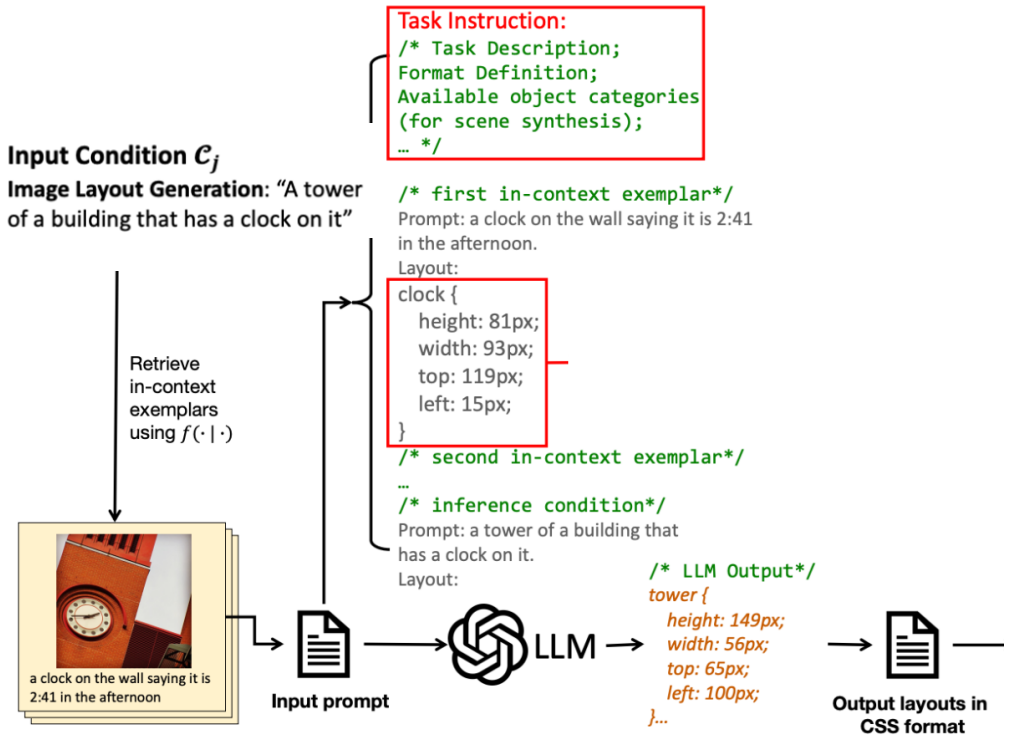 Task Instruction:
/* Task Description;
Format Definition;
Available object categories
(for scene synthesis);
… */
Input Condition 𝒞ⱼ
Image Layout Generation: “A tower
of a building that has a clock on it”
/* first in-context exemplar*/
Prompt: a clock on the wall saying it is 2:41
in the afternoon.
Layout:
clock {
height: 81px;
width: 93px;
top: 119px;
left: 15px;
}
/* second in-context exemplar*/
…
/* inference condition*/
Prompt: a tower of a building that
has a clock on it.
Layout:
Retrieve
in-context
exemplars
using f(· | ·)
a clock on the wall saying it is
2:41 in the afternoon
Input prompt
LLM
/* LLM Output*/
tower {
height: 149px;
width: 56px;
top: 65px;
left: 100px;
}…
Output layouts in
CSS format